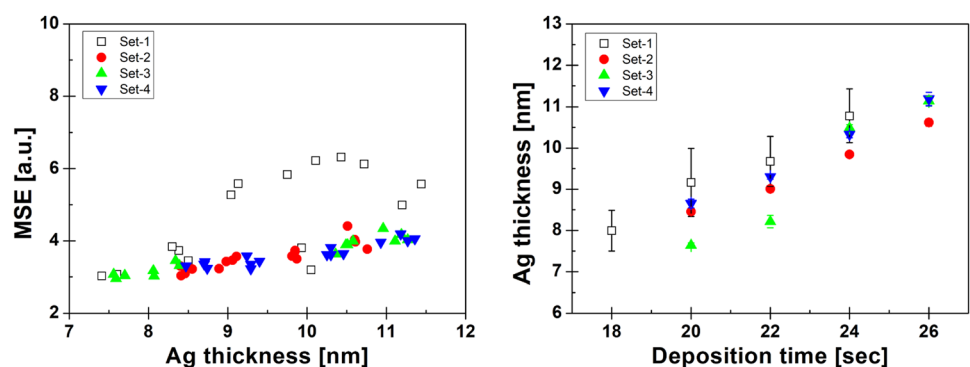 MSE [a.u.]
10
8
6
4
2
Set-1
Set-2
Set-3
Set-4
7 8 9 10 11 12
Ag thickness [nm]
Ag thickness [nm]
13
12
11
10
9
8
7
6
Set-1
Set-2
Set-3
Set-4
18 20 22 24 26
Deposition time [sec]